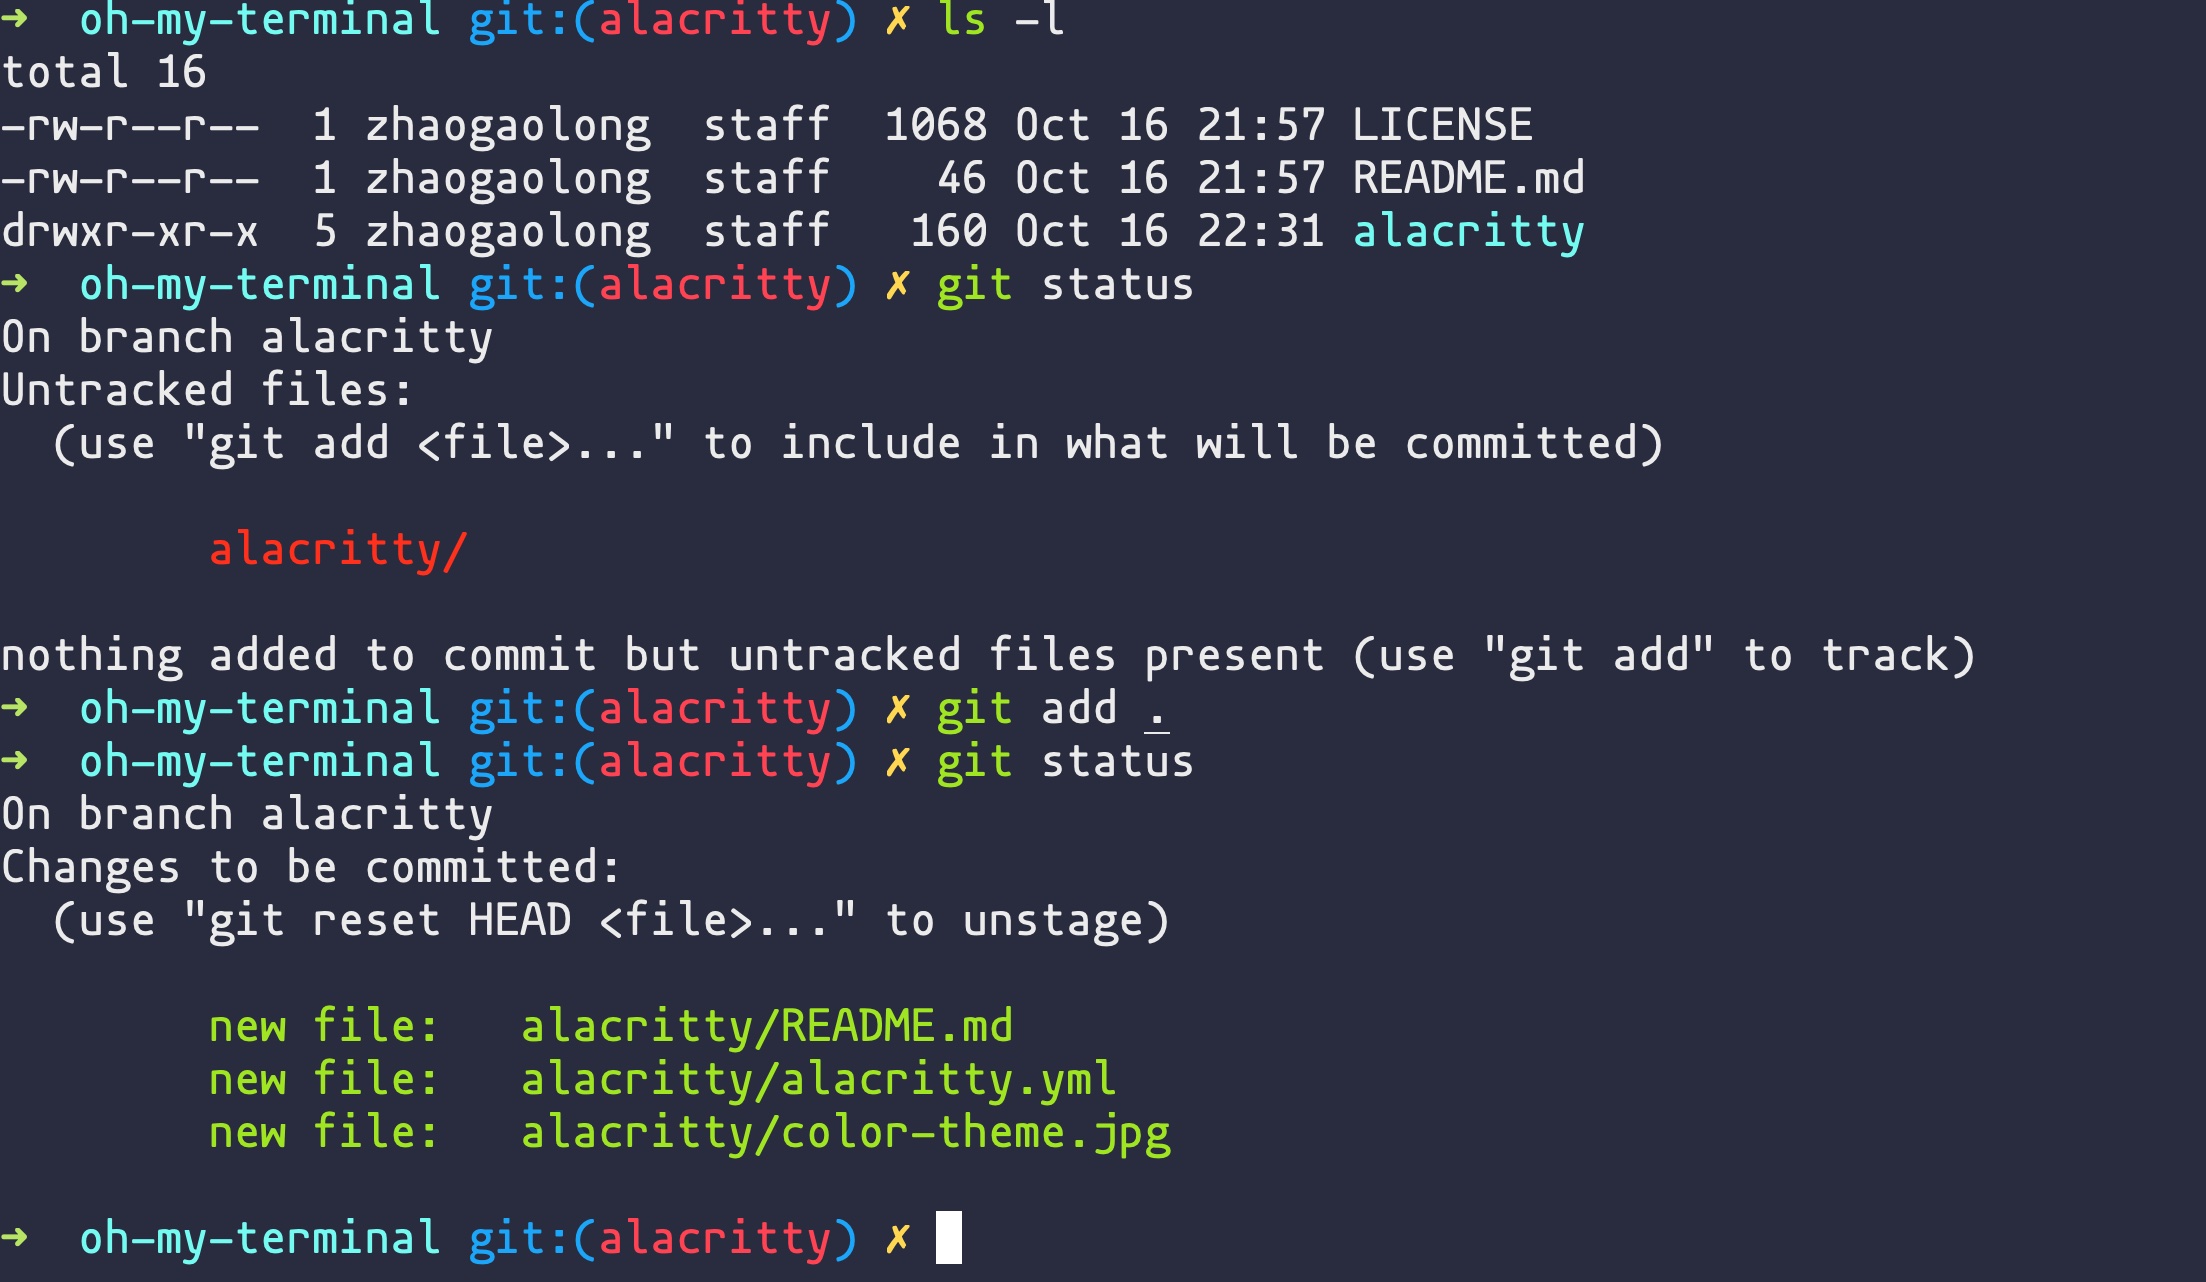 ➜  oh-my-terminal git:(alacritty) ✗ ls -l
total 16
-rw-r--r--  1 zhaogaolong  staff  1068 Oct 16 21:57 LICENSE
-rw-r--r--  1 zhaogaolong  staff    46 Oct 16 21:57 README.md
drwxr-xr-x  5 zhaogaolong  staff   160 Oct 16 22:31 alacritty
➜  oh-my-terminal git:(alacritty) ✗ git status
On branch alacritty
Untracked files:
  (use "git add <file>..." to include in what will be committed)

        alacritty/

nothing added to commit but untracked files present (use "git add" to track)
➜  oh-my-terminal git:(alacritty) ✗ git add .
➜  oh-my-terminal git:(alacritty) ✗ git status
On branch alacritty
Changes to be committed:
  (use "git reset HEAD <file>..." to unstage)

        new file:   alacritty/README.md
        new file:   alacritty/alacritty.yml
        new file:   alacritty/color-theme.jpg

➜  oh-my-terminal git:(alacritty) ✗